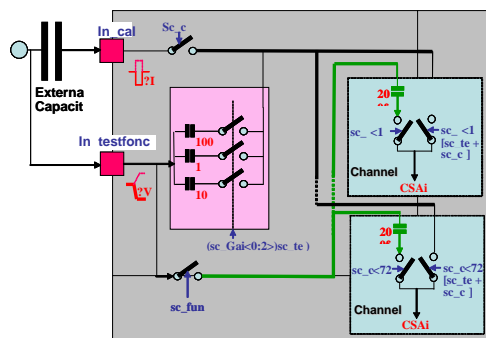 In_cal
Sc_c
?I
Externa
Capacit
In_testfonc
?V
100
1
10
(sc_Gai<0:2>)sc_te )
sc_fun
20
sc_ <1
sc_ <1
[sc_te +
sc_c ]
Channel
CSAi
20
sc_c<72
sc_c<72
[sc_te +
sc_c ]
Channel
CSAi